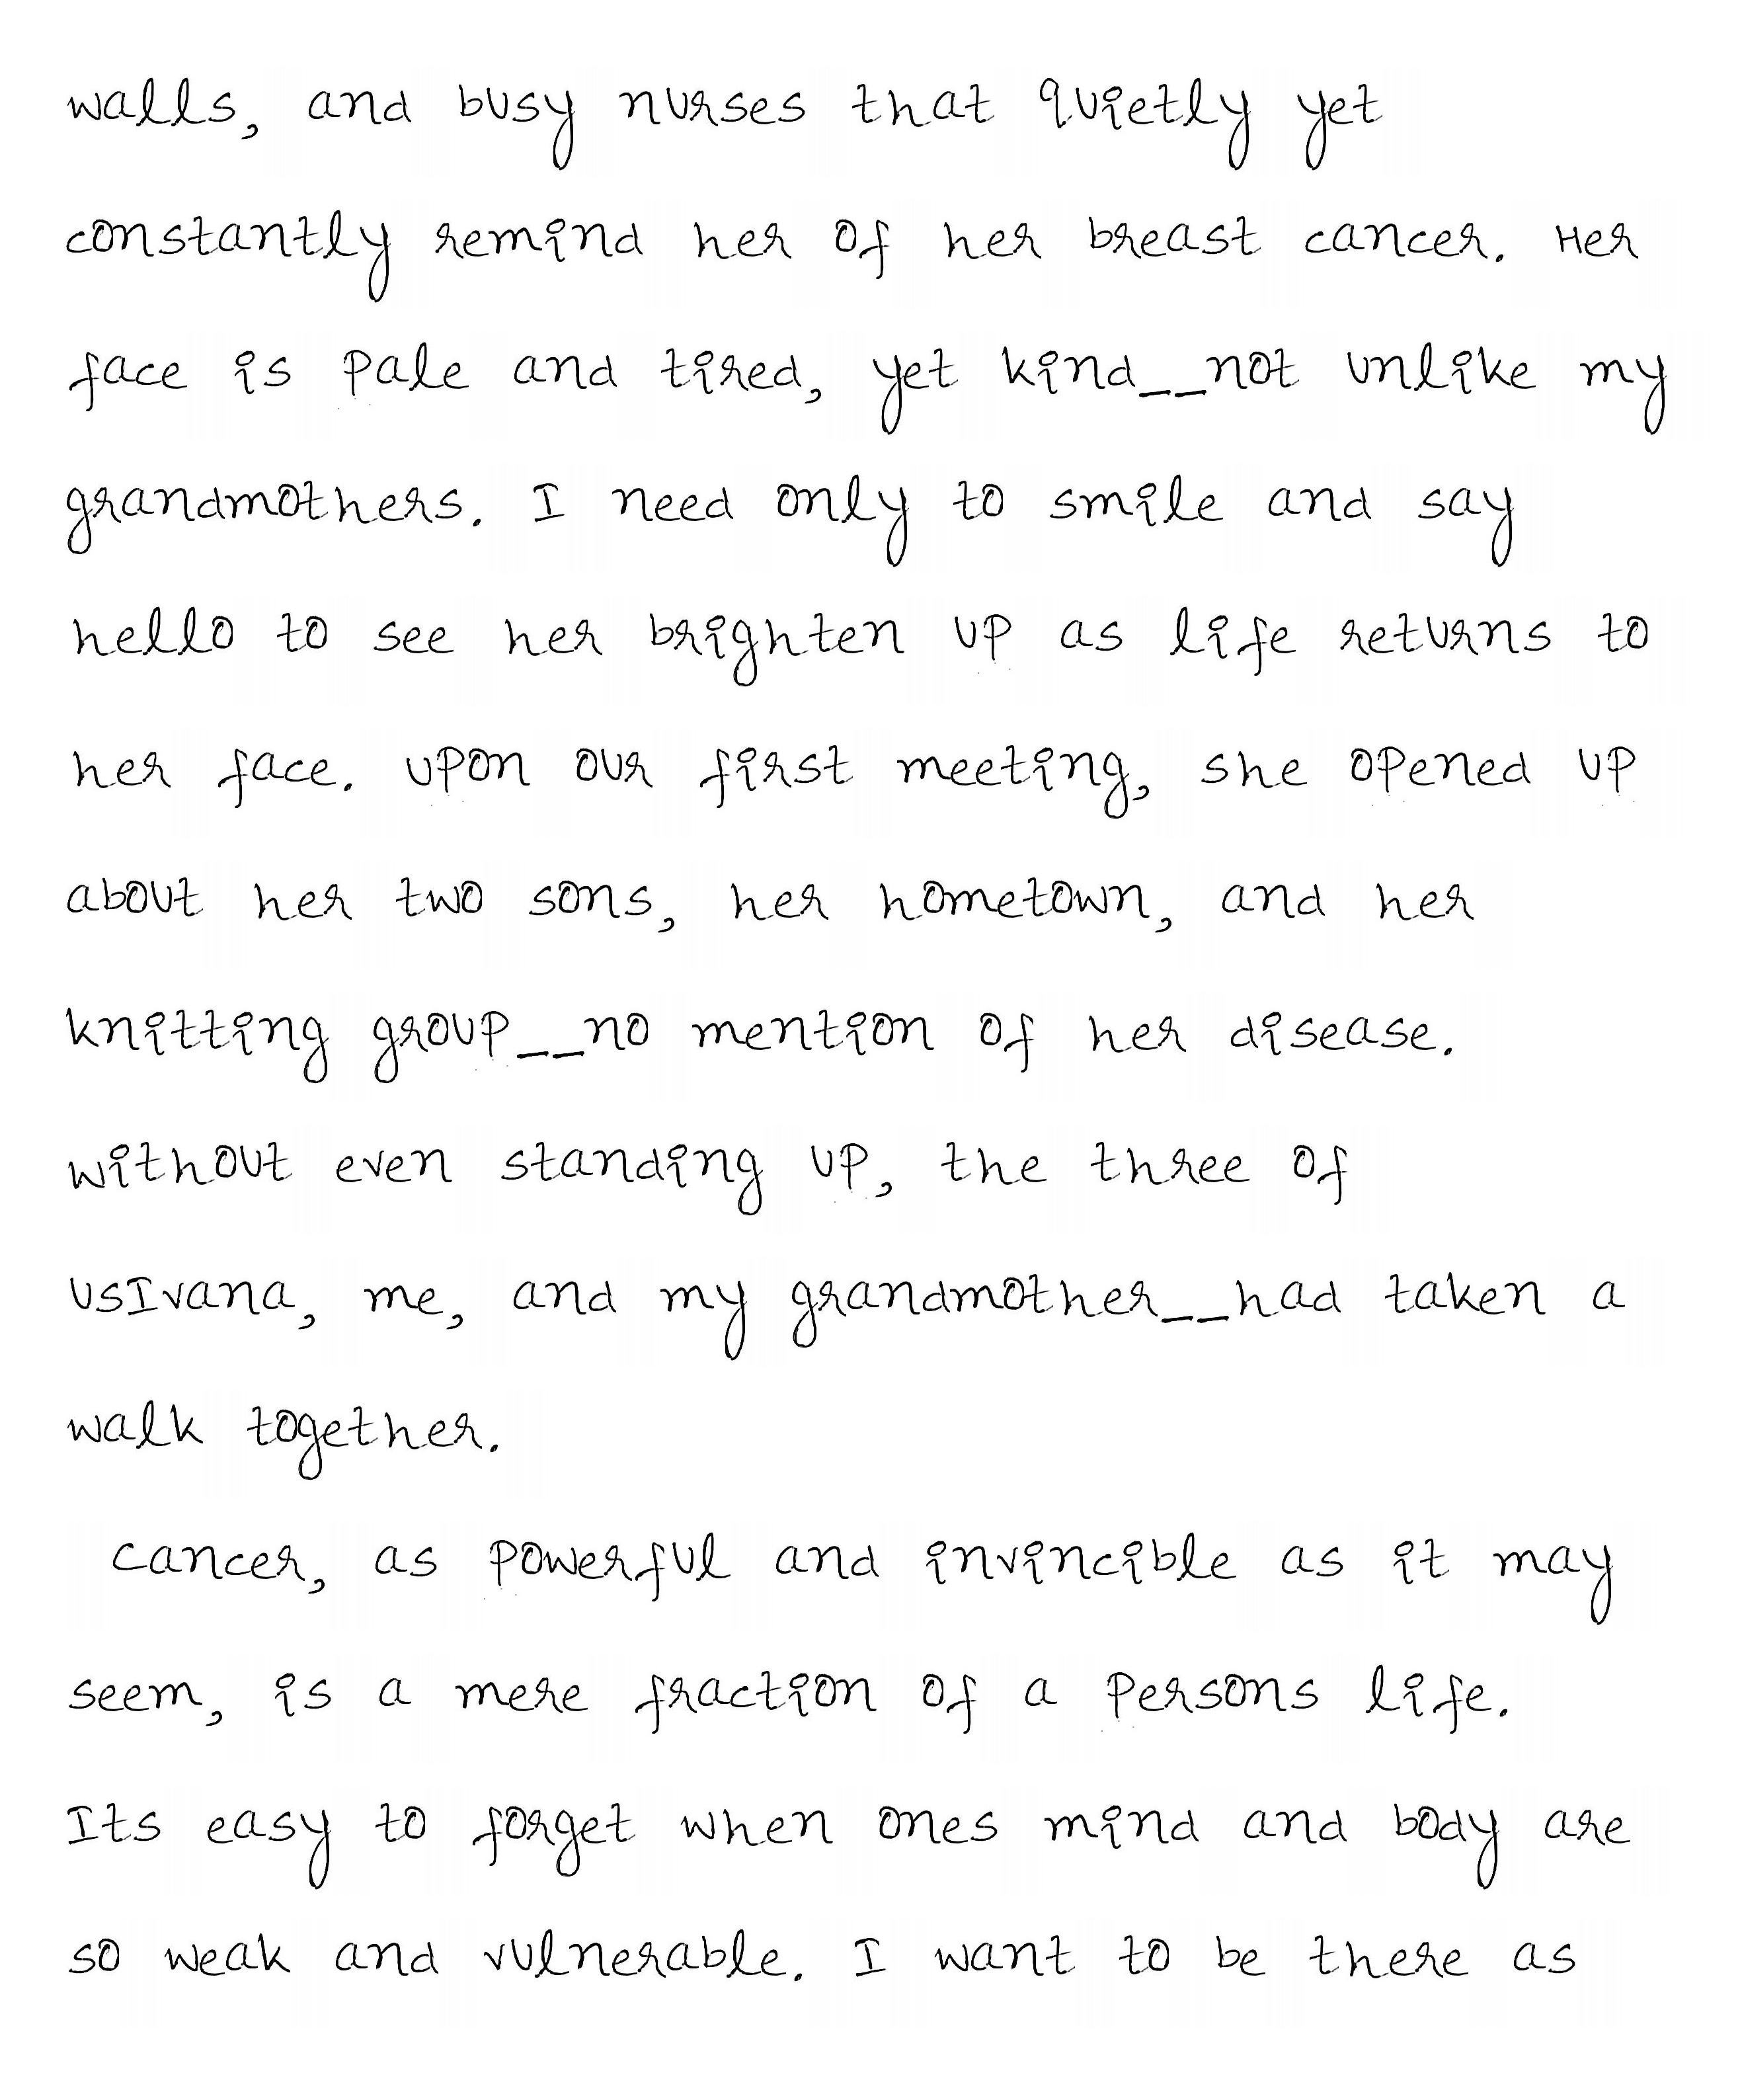 walls, and busy nurses that quietly yet
constantly remind her of her breast cancer. Her
face is pale and tired, yet kind__not unlike my
grandmothers. I need only to smile and say
hello to see her brighten up as life returns to
her face. upon our first meeting, she opened up
about her two sons, her hometown, and her
knitting group__no mention of her disease.
without even standing up, the three of
usIvana, me, and my grandmother__had taken a
walk together.
cancer, as powerful and invincible as it may
seem, is a mere fraction of a persons life.
Its easy to forget when ones mind and body are
so weak and vulnerable. I want to be there as